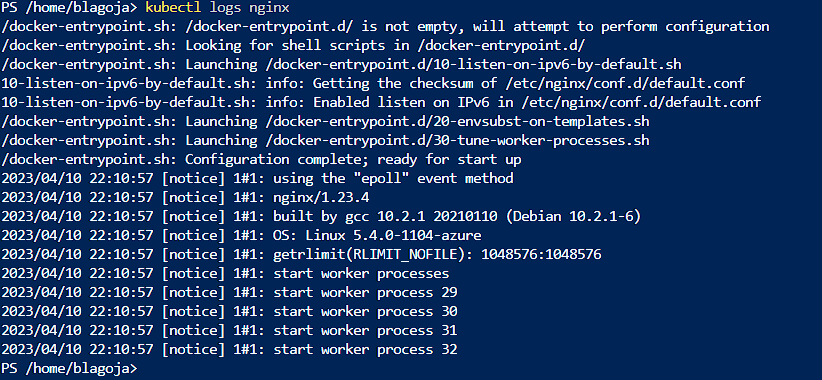 PS /home/blagoja> kubectl logs nginx
/docker-entrypoint.sh: /docker-entrypoint.d/ is not empty, will attempt to perform configuration
/docker-entrypoint.sh: Looking for shell scripts in /docker-entrypoint.d/
/docker-entrypoint.sh: Launching /docker-entrypoint.d/10-listen-on-ipv6-by-default.sh
10-listen-on-ipv6-by-default.sh: info: Getting the checksum of /etc/nginx/conf.d/default.conf
10-listen-on-ipv6-by-default.sh: info: Enabled listen on IPv6 in /etc/nginx/conf.d/default.conf
/docker-entrypoint.sh: Launching /docker-entrypoint.d/20-envsubst-on-templates.sh
/docker-entrypoint.sh: Launching /docker-entrypoint.d/30-tune-worker-processes.sh
/docker-entrypoint.sh: Configuration complete; ready for start up
2023/04/10 22:10:57 [notice] 1#1: using the "epoll" event method
2023/04/10 22:10:57 [notice] 1#1: nginx/1.23.4
2023/04/10 22:10:57 [notice] 1#1: built by gcc 10.2.1 20210110 (Debian 10.2.1-6)
2023/04/10 22:10:57 [notice] 1#1: OS: Linux 5.4.0-1104-azure
2023/04/10 22:10:57 [notice] 1#1: getrlimit(RLIMIT_NOFILE): 1048576:1048576
2023/04/10 22:10:57 [notice] 1#1: start worker processes
2023/04/10 22:10:57 [notice] 1#1: start worker process 29
2023/04/10 22:10:57 [notice] 1#1: start worker process 30
2023/04/10 22:10:57 [notice] 1#1: start worker process 31
2023/04/10 22:10:57 [notice] 1#1: start worker process 32
PS /home/blagoja>